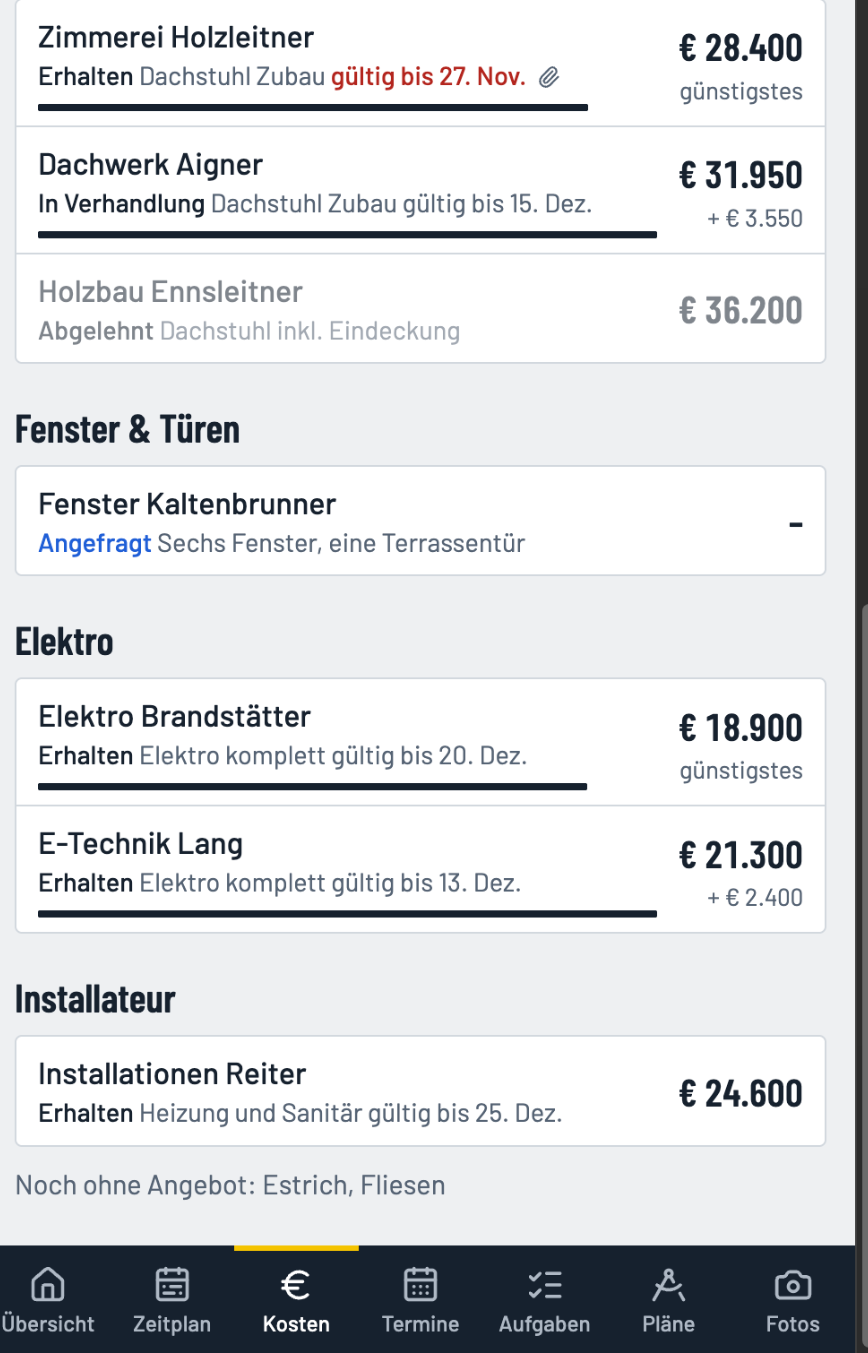 Zimmerei Holzleitner
€ 28.400
Erhalten Dachstuhl Zubau gültig bis 27. Nov.
günstigstes
Dachwerk Aigner
€ 31.950
In Verhandlung Dachstuhl Zubau gültig bis 15. Dez.
+ € 3.550
Holzbau Ennsleitner
€ 36.200
Abgelehnt Dachstuhl inkl. Eindeckung
Fenster & Türen
Fenster Kaltenbrunner
-
Angefragt Sechs Fenster, eine Terrassentür
Elektro
Elektro Brandstätter
€ 18.900
Erhalten Elektro komplett gültig bis 20. Dez.
günstigstes
E-Technik Lang
€ 21.300
Erhalten Elektro komplett gültig bis 13. Dez.
+ € 2.400
Installateur
Installationen Reiter
€ 24.600
Erhalten Heizung und Sanitär gültig bis 25. Dez.
Noch ohne Angebot: Estrich, Fliesen
Übersicht Zeitplan Kosten Termine Aufgaben Pläne Fotos